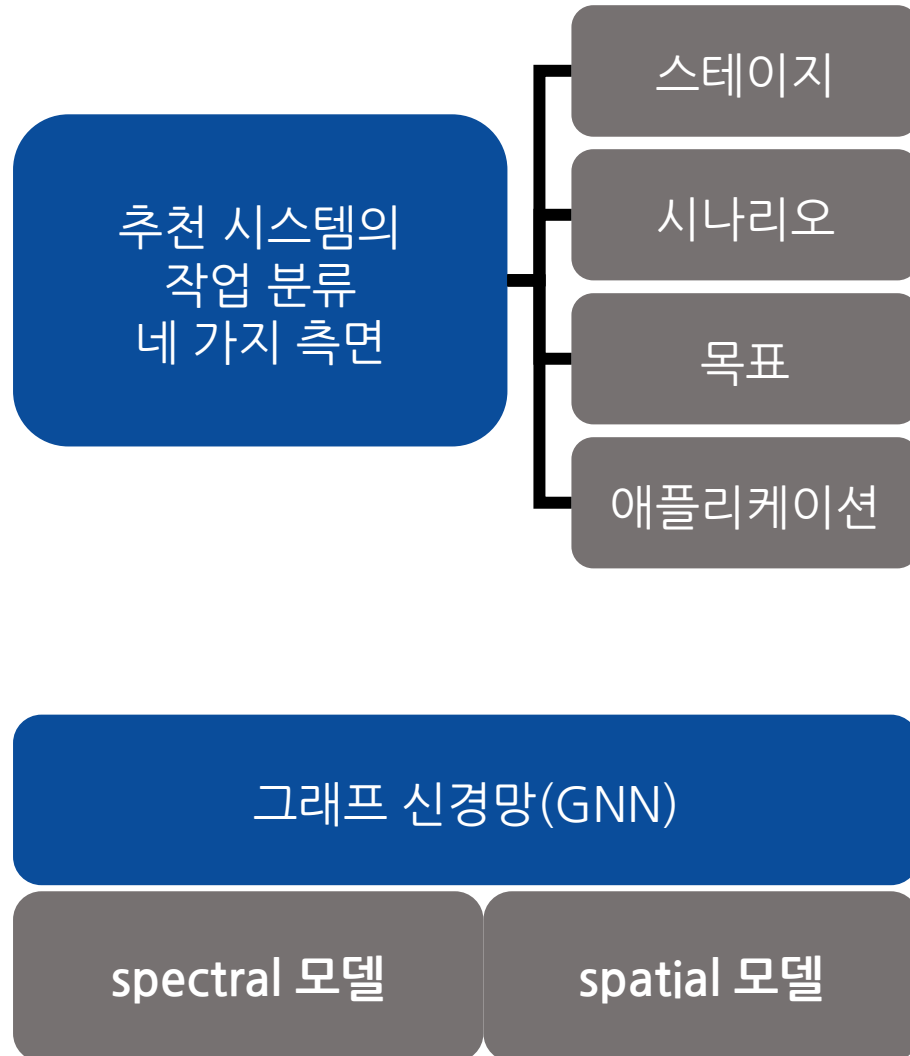 추천 시스템의
작업 분류
네 가지 측면
스테이지
시나리오
목표
애플리케이션
그래프 신경망(GNN)
spectral 모델
spatial 모델